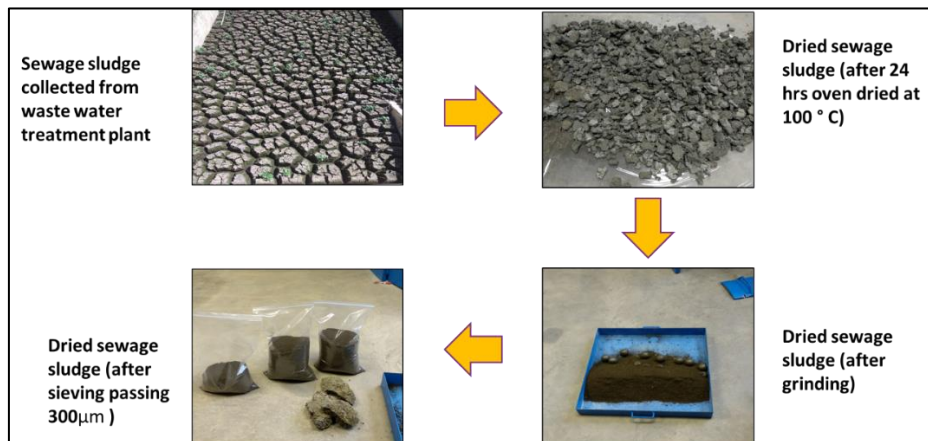 Sewage sludge
collected from
waste water
treatment plant
Dried sewage
sludge (after 24
hrs oven dried at
100 ° C)
Dried sewage
sludge (after
grinding)
Dried sewage
sludge (after
sieving passing
300µm )